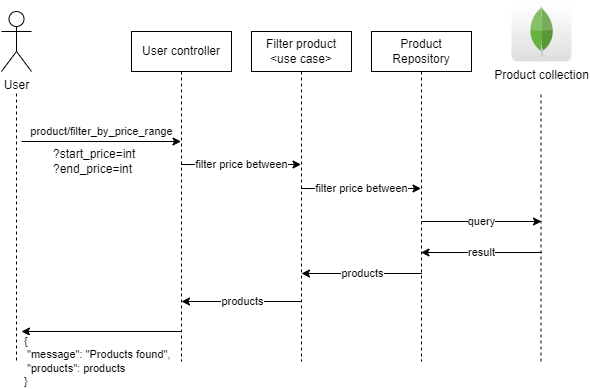 User controller
Filter product
<use case>
Product
Repository
Product collection
User
product/filter_by_price_range
?start_price=int
?end_price=int
filter price between
filter price between
query
result
products
products
{
"message": "Products found",
"products": products
}